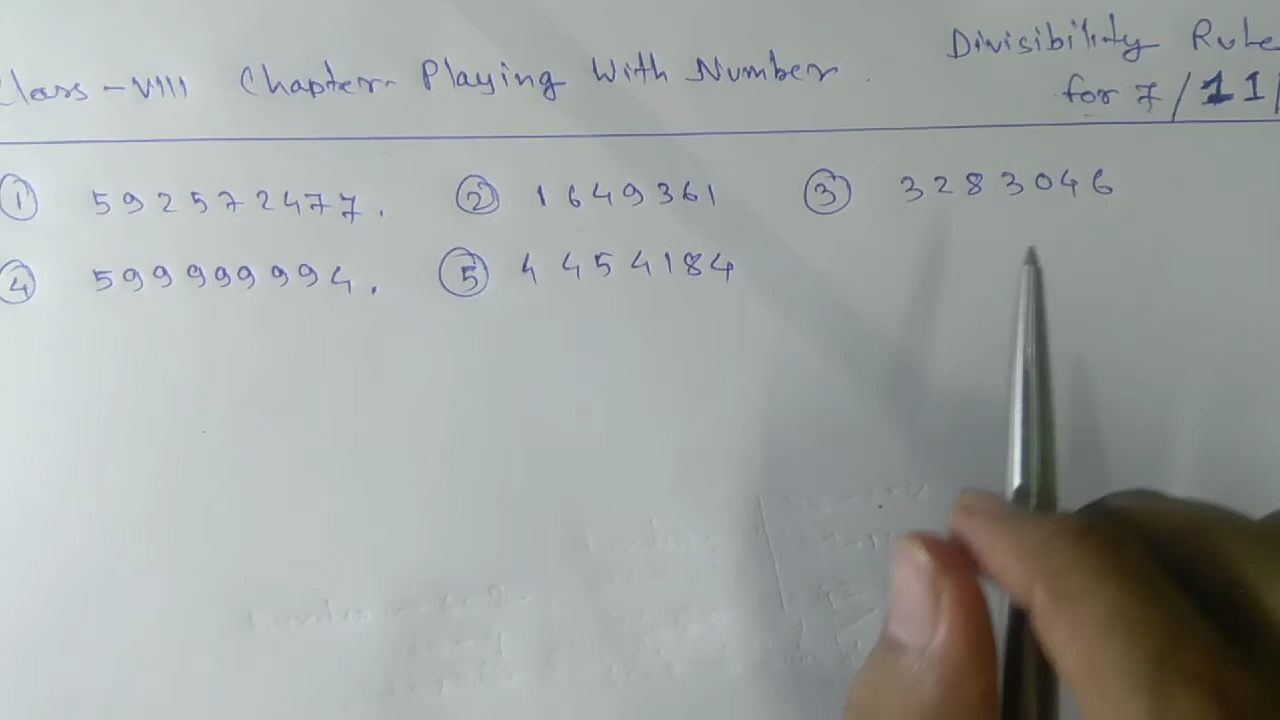 Class - VIII Chapter - Playing With Number. Divisibility Rule
for 7/11/
① 592572477. ② 1649361 ③ 3283046
④ 599999994. ⑤ 4454184